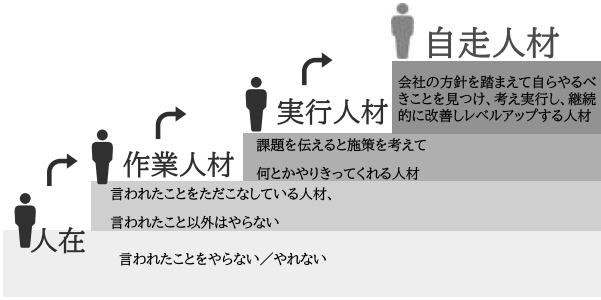 自走人材
会社の方針を踏まえて自らやるべ
きことを見つけ、考え実行し、継続
的に改善しレベルアップする人材
実行人材
課題を伝えると施策を考えて
何とかやりきってくれる人材
作業人材
言われたことをただこなしている人材、
言われたこと以外はやらない
人在
言われたことをやらない／やれない